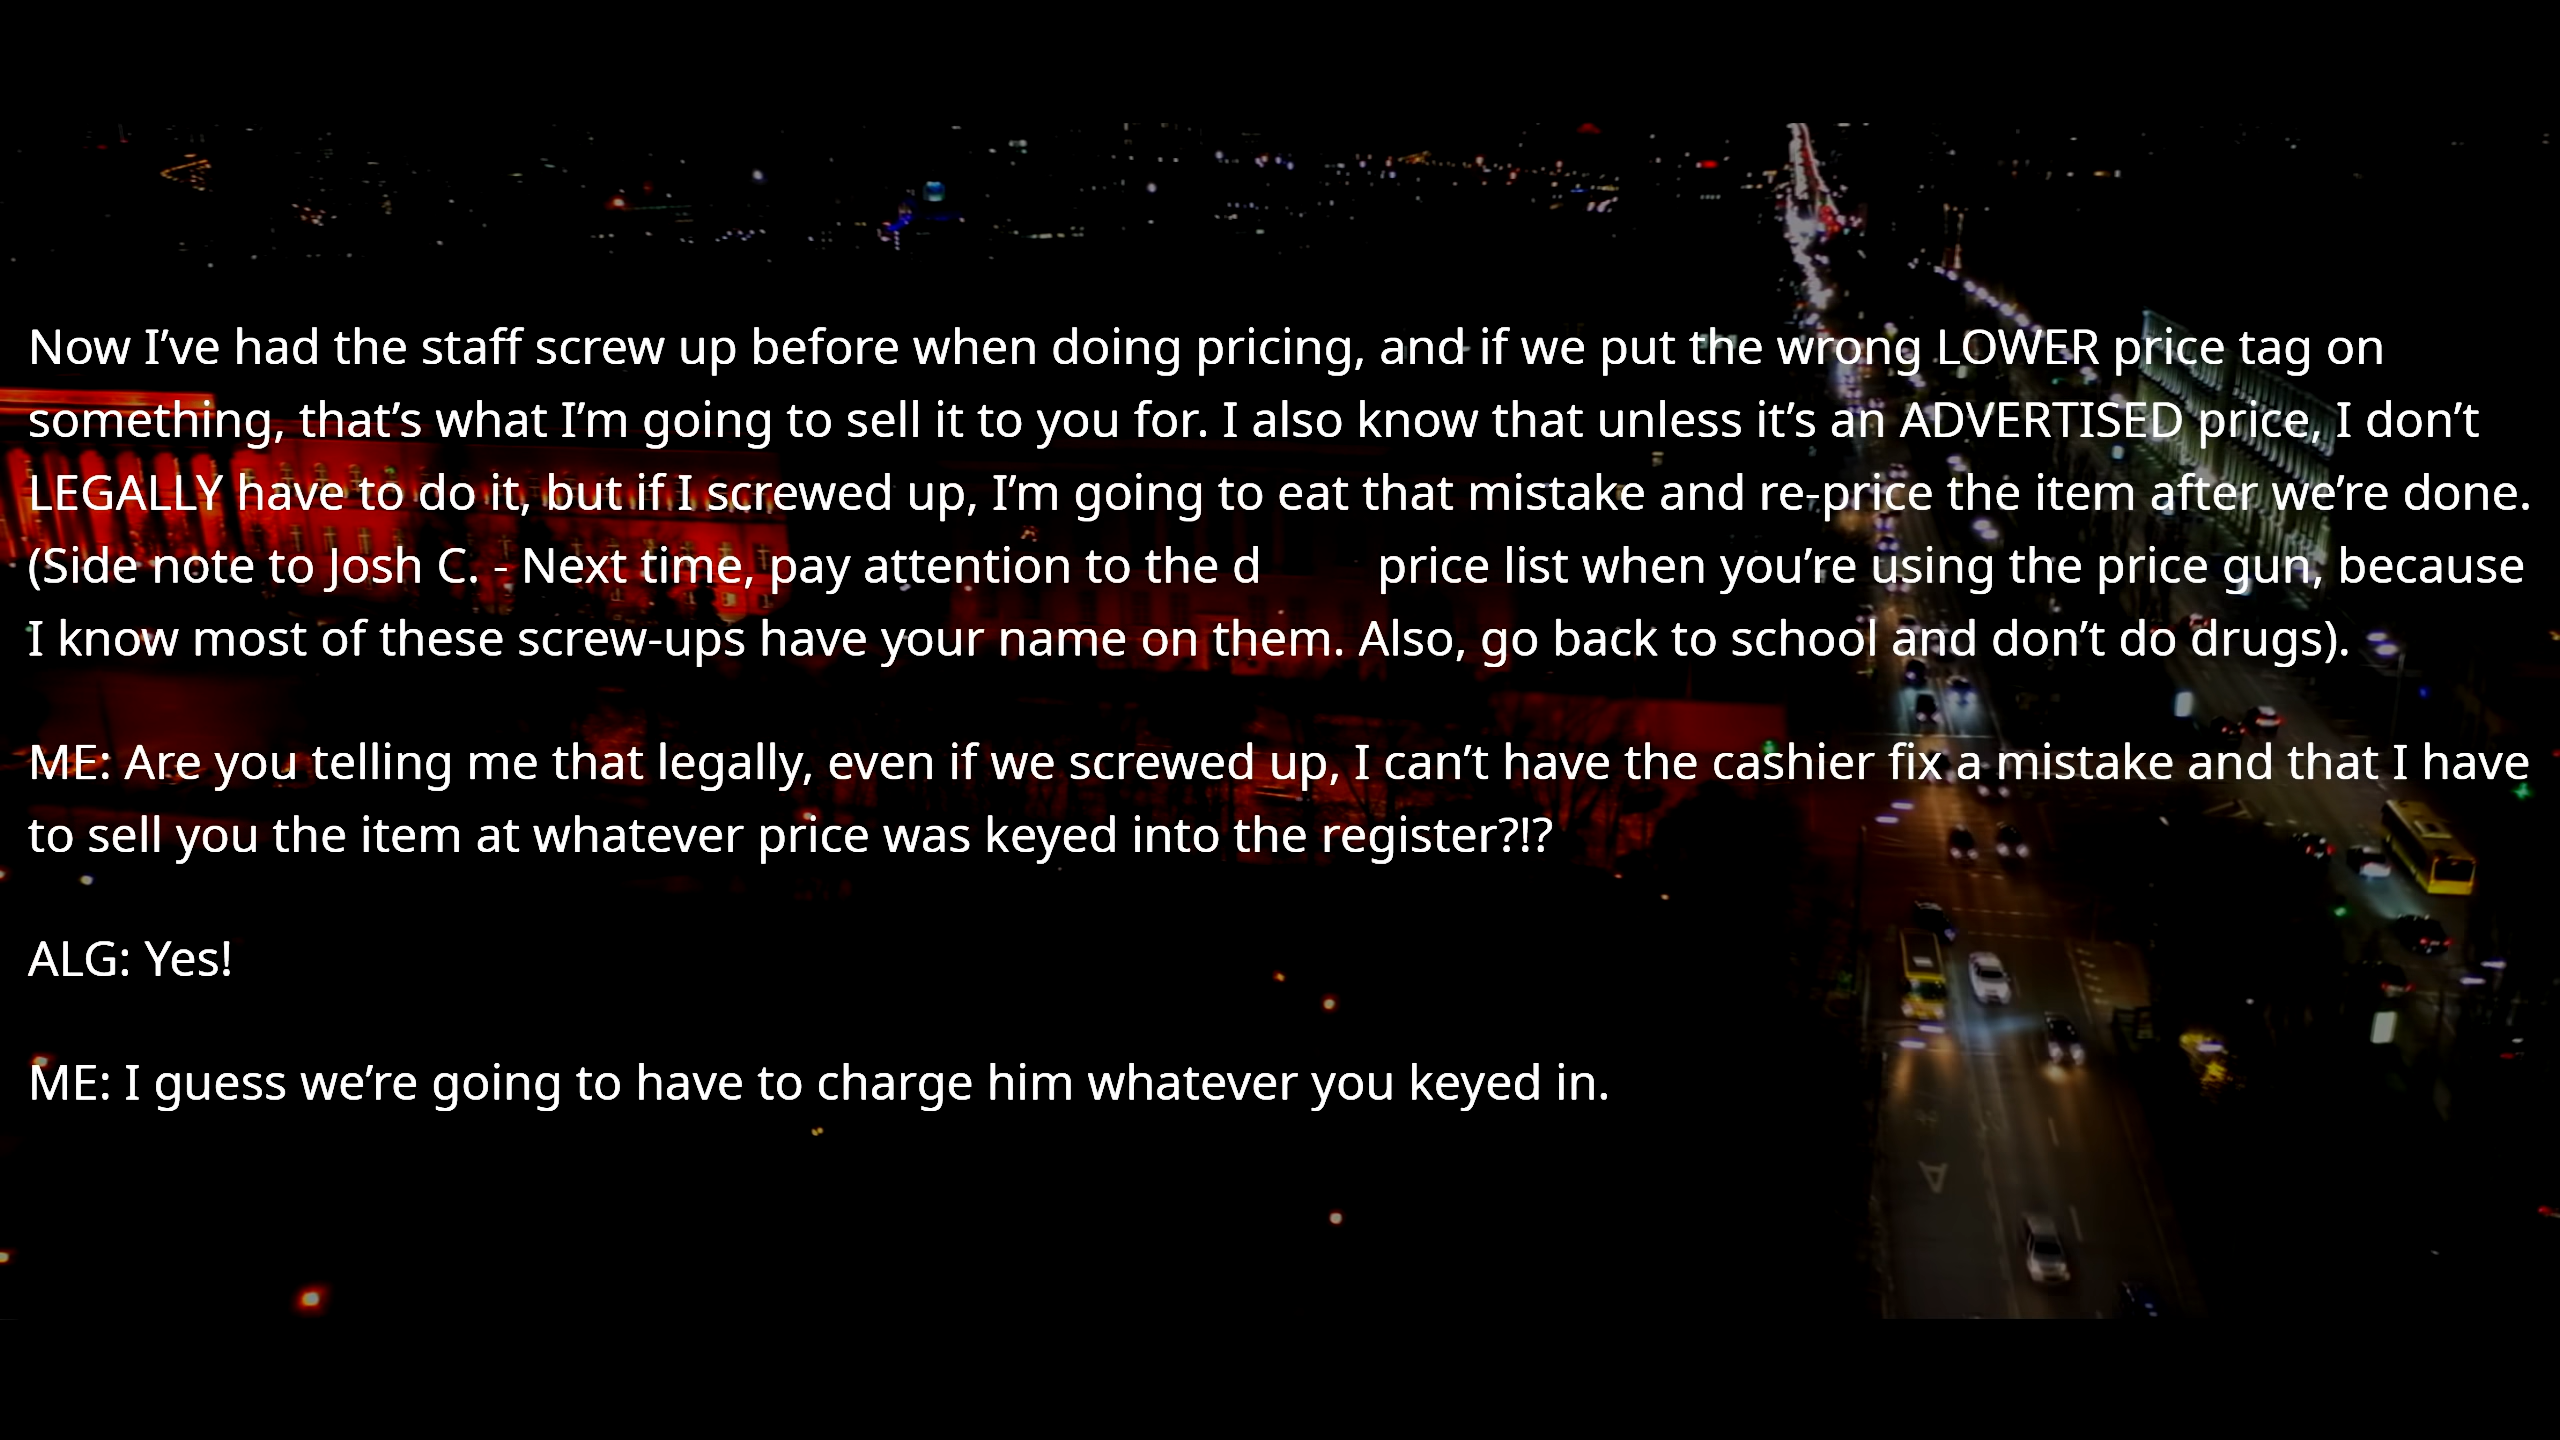 Now I’ve had the staff screw up before when doing pricing, and if we put the wrong LOWER price tag on
something, that’s what I’m going to sell it to you for. I also know that unless it’s an ADVERTISED price, I don’t
LEGALLY have to do it, but if I screwed up, I’m going to eat that mistake and re-price the item after we’re done.
(Side note to Josh C. - Next time, pay attention to the d price list when you’re using the price gun, because
I know most of these screw-ups have your name on them. Also, go back to school and don’t do drugs).
ME: Are you telling me that legally, even if we screwed up, I can’t have the cashier fix a mistake and that I have
to sell you the item at whatever price was keyed into the register?!?
ALG: Yes!
ME: I guess we’re going to have to charge him whatever you keyed in.